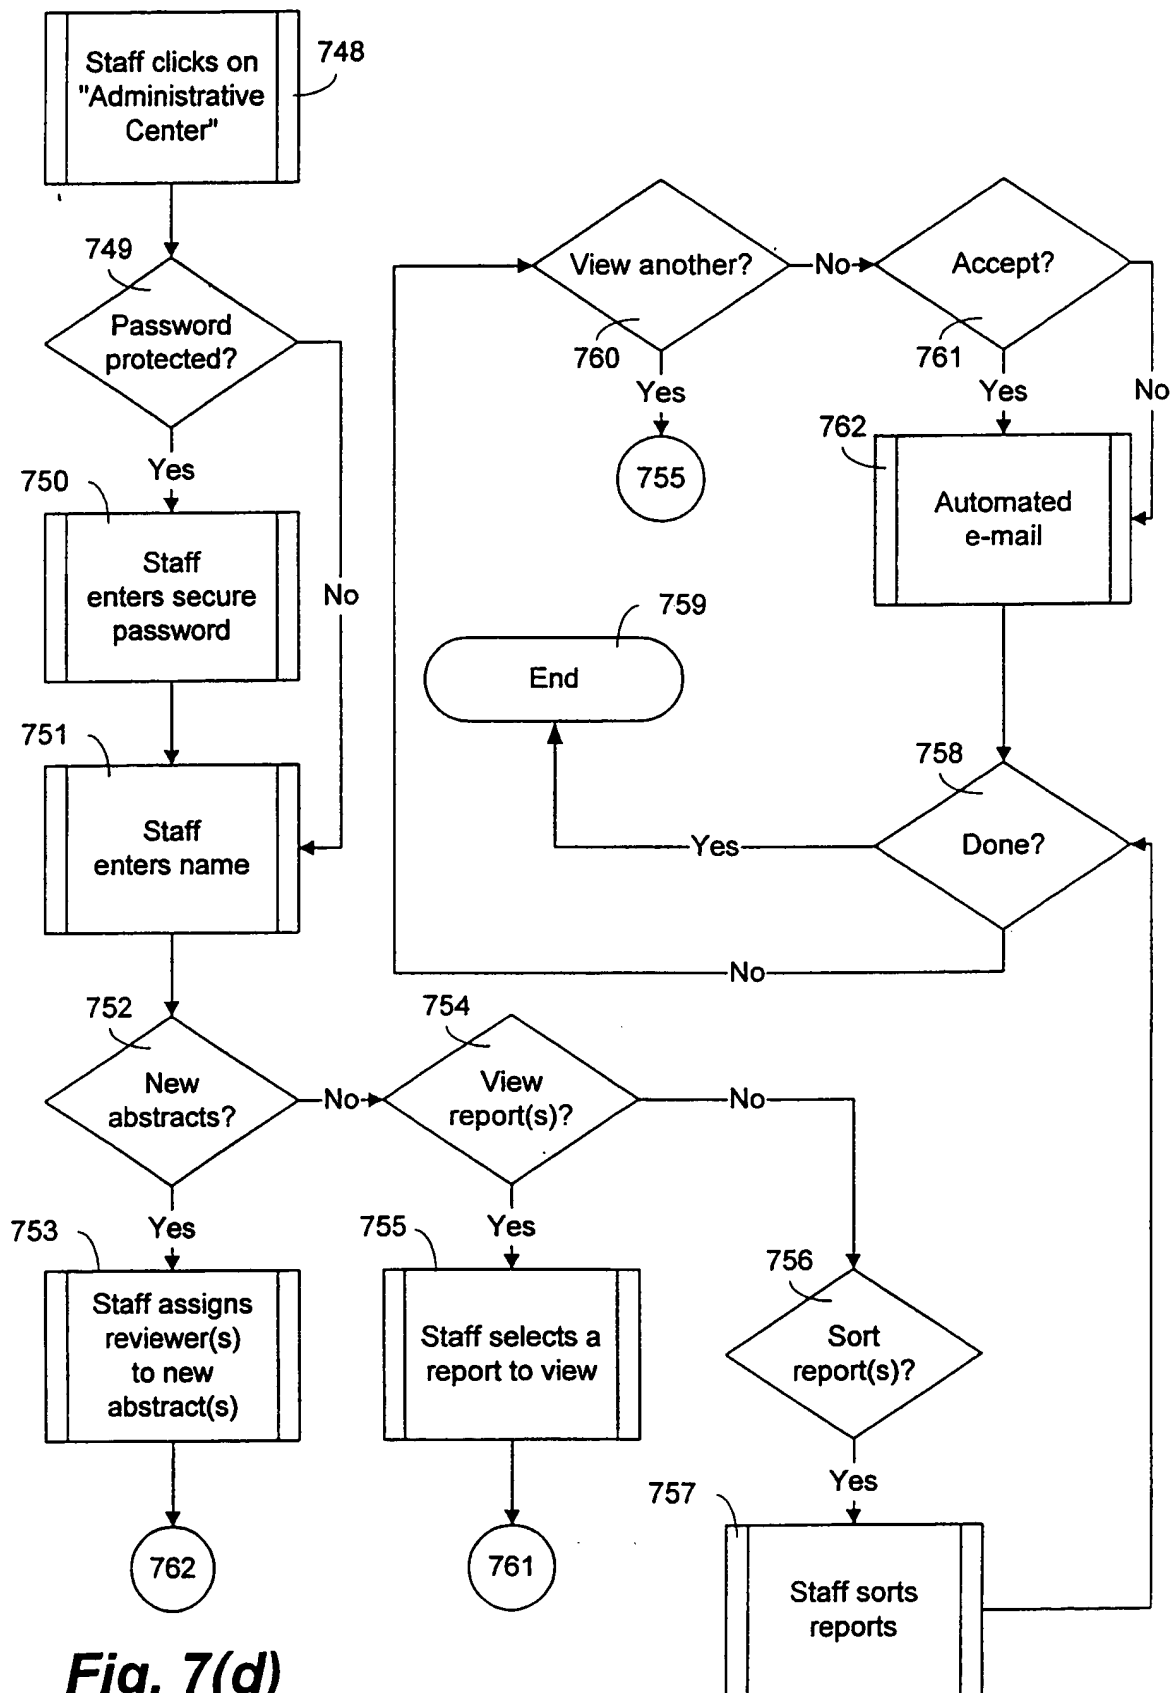 Staff clicks on
"Administrative
Center"
748
749
Password
protected?
Yes
No
750
Staff
enters secure
password
751
Staff
enters name
752
New
abstracts?
No
Yes
753
Staff assigns
reviewer(s)
to new
abstract(s)
762
754
View
report(s)?
No
Yes
755
Staff selects a
report to view
761
756
Sort
report(s)?
Yes
757
Staff sorts
reports
758
Done?
Yes
No
759
End
View another?
760
No
Yes
755
Accept?
761
Yes
No
762
Automated
e-mail
Fig. 7(d)